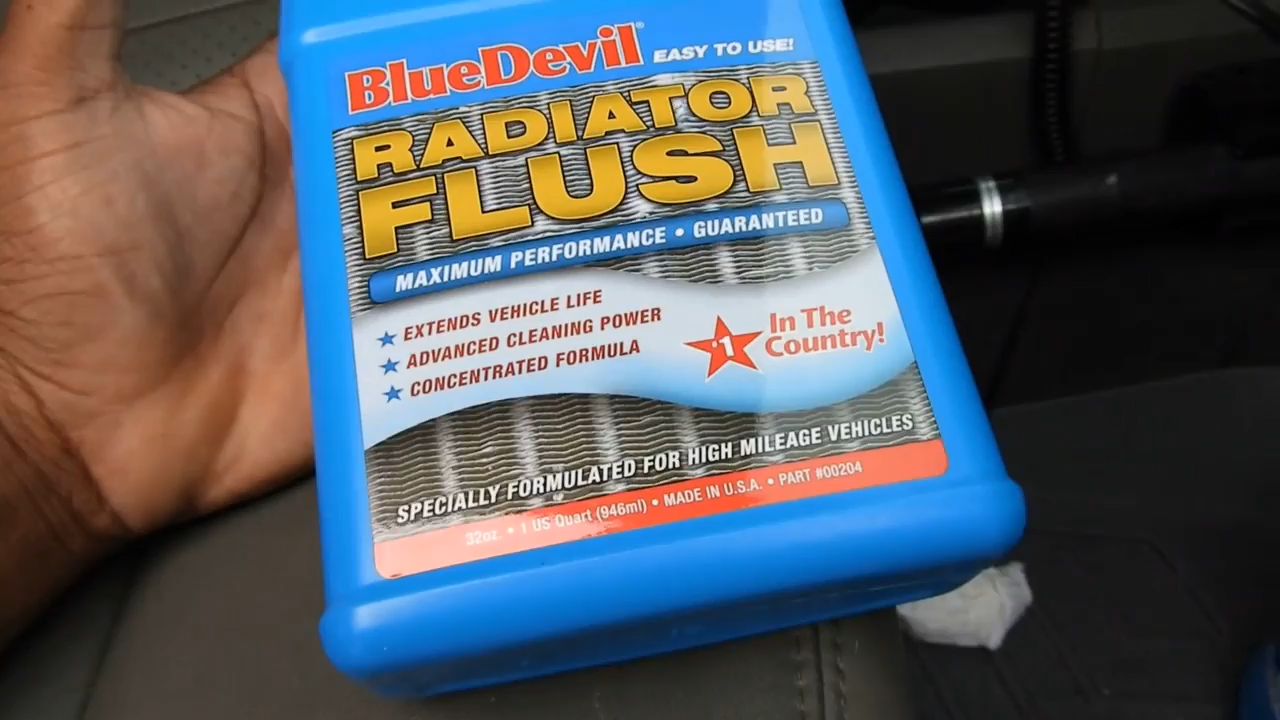 BlueDevil® EASY TO USE!
RADIATOR
FLUSH
MAXIMUM PERFORMANCE • GUARANTEED
EXTENDS VEHICLE LIFE
ADVANCED CLEANING POWER
CONCENTRATED FORMULA
#1 In The
Country!
SPECIALLY FORMULATED FOR HIGH MILEAGE VEHICLES
32oz. • 1 US Quart (946ml) • MADE IN U.S.A. • PART #00204